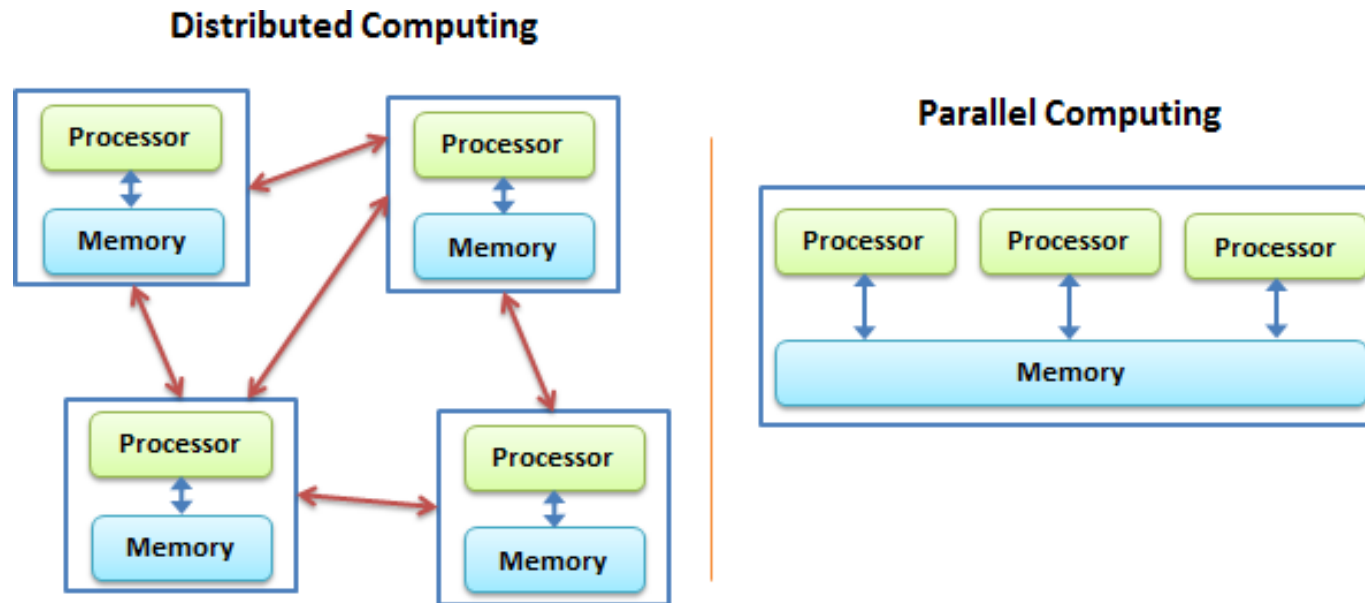 Distributed Computing
Processor
Memory
Processor
Memory
Processor
Memory
Processor
Memory
Parallel Computing
Processor
Processor
Processor
Memory